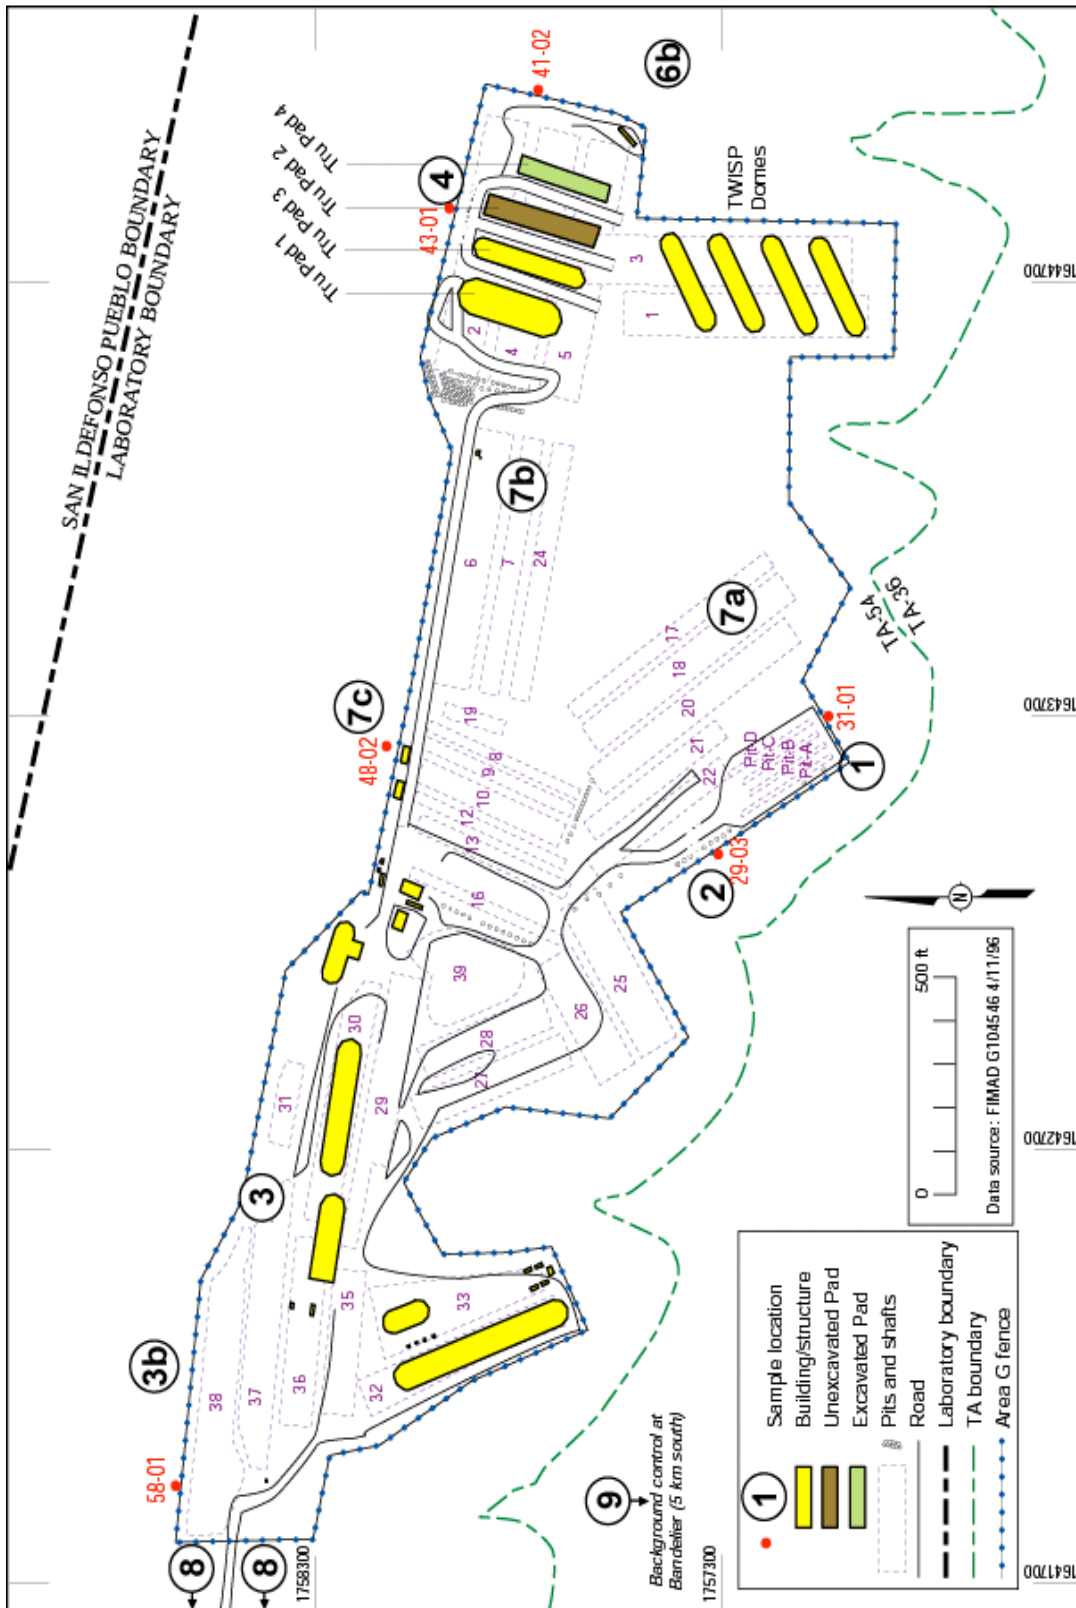 SAN ILDEFONSO PUEBLO BOUNDARY
LABORATORY BOUNDARY
58-01
3b
3
8
8
38
37
36
35
32
33
31
30
29
1758300
48-02
7c
43-01
4
Tru Pad 1
Tru Pad 3
Tru Pad 2
Tru Pad 4
41-02
6b
2
4
5
3
1
TWISP
Domes
7b
6
7
24
19
8
9
10
12
13
16
39
28
27
26
25
17
18
20
21
22
7a
Pit-D
Pit-C
Pit-B
Pit-A
31-01
1
29-03
2
TA-54
TA-36
9
Background control at
Bandelier (5 km south)
1757300
1641700
1642700
1643700
1644700
1
Sample location
Building/structure
Unexcavated Pad
Excavated Pad
Pits and shafts
Road
Laboratory boundary
TA boundary
Area G fence
0
500 ft
Data source: FIMAD G104546 4/11/96
N